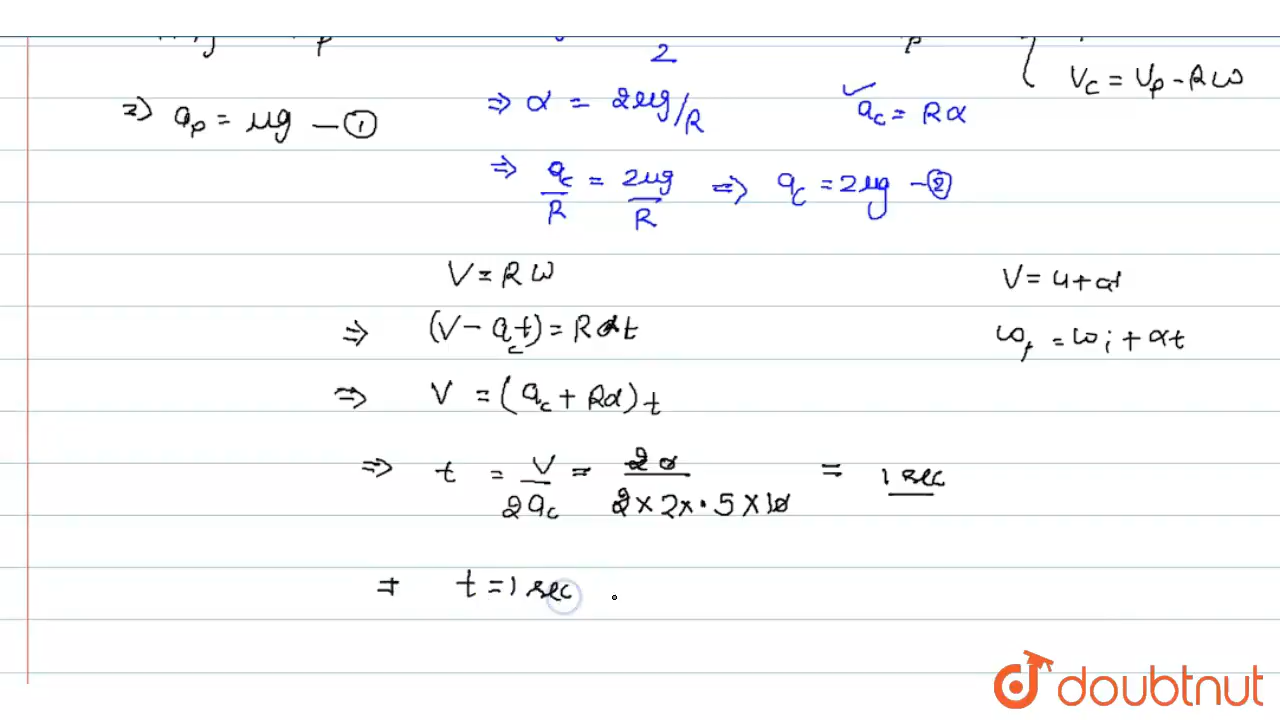 2
V_C = V_P - Rω
⇒ a_p = μg — ①
⇒ α = 2μg/R
a_c = Rα
⇒ a_c/R = 2μg/R ⇒ a_c = 2μg — ②
V = Rω
V = u + at
⇒ (V - a_c t) = Rαt
ω_f = ω_i + αt
⇒ V = (a_c + Rα) t
⇒ t = V/2a_c = 20/2×2×.5×10 = 1 sec
⇒ t = 1 sec
doubtnut